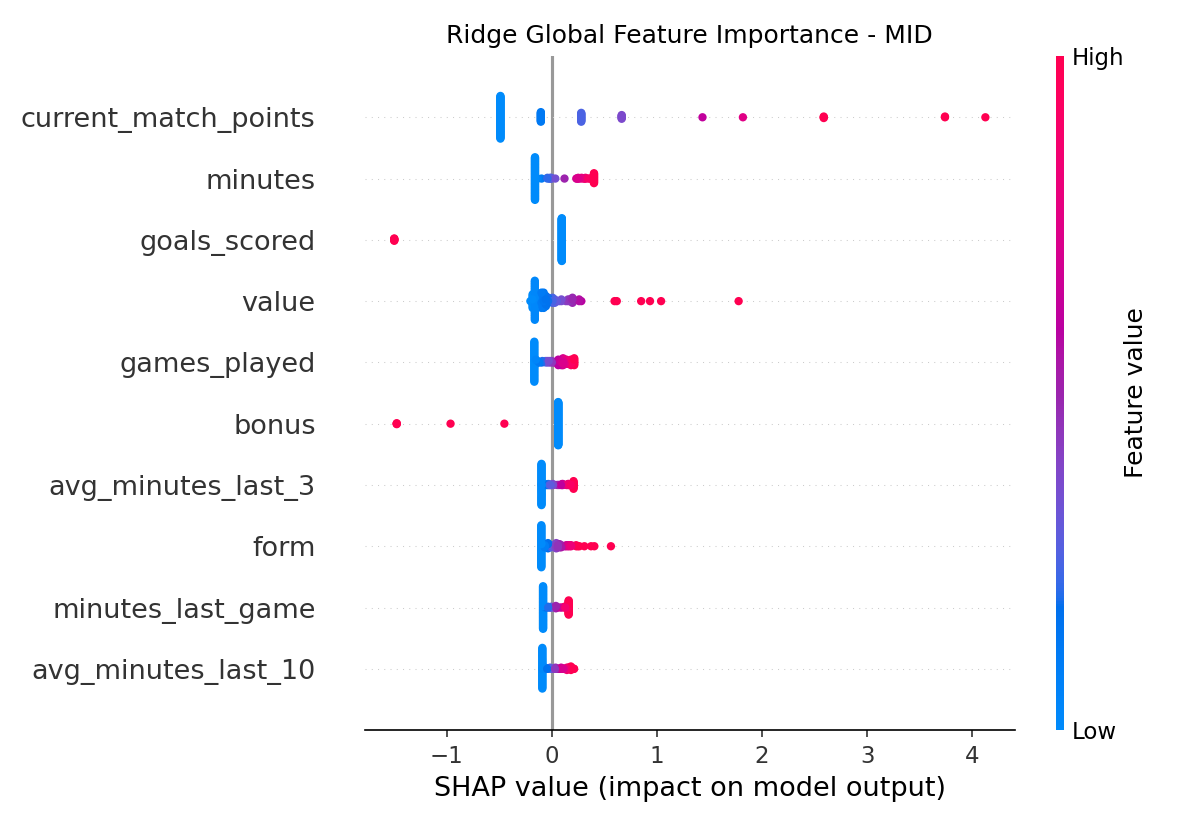 Ridge Global Feature Importance - MID
High
current_match_points
minutes
goals_scored
value
games_played
bonus
avg_minutes_last_3
form
minutes_last_game
avg_minutes_last_10
Feature value
Low
−1 0 1 2 3 4
SHAP value (impact on model output)